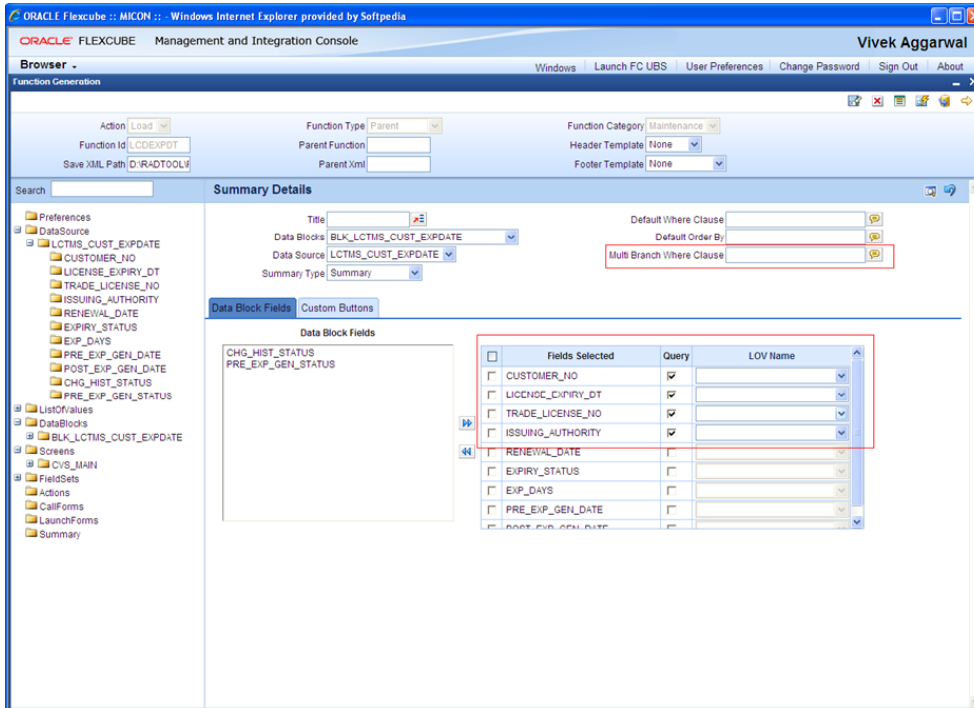 ORACLE Flexcube :: MICON :: - Windows Internet Explorer provided by Softpedia
ORACLE FLEXCUBE Management and Integration Console
Vivek Aggarwal
Browser
Windows Launch FC UBS User Preferences Change Password Sign Out About
Function Generation
Action Load Function Type Parent Function Category Maintenance
Function Id LCDEXPDT Parent Function Header Template None
Save XML Path D:\RADTOOL\F Parent Xml Footer Template None
Search
Summary Details
Preferences
DataSource
LCTMS_CUST_EXPDATE
CUSTOMER_NO
LICENSE_EXPIRY_DT
TRADE_LICENSE_NO
ISSUING_AUTHORITY
RENEWAL_DATE
EXPIRY_STATUS
EXP_DAYS
PRE_EXP_GEN_DATE
POST_EXP_GEN_DATE
CHG_HIST_STATUS
PRE_EXP_GEN_STATUS
ListOfValues
DataBlocks
BLK_LCTMS_CUST_EXPDATE
Screens
CVS_MAIN
FieldSets
Actions
CallForms
LaunchForms
Summary
Title Default Where Clause
Data Blocks BLK_LCTMS_CUST_EXPDATE Default Order By
Data Source LCTMS_CUST_EXPDATE Multi Branch Where Clause
Summary Type Summary
Data Block Fields Custom Buttons
Data Block Fields
CHG_HIST_STATUS
PRE_EXP_GEN_STATUS
Fields Selected Query LOV Name
CUSTOMER_NO
LICENSE_EXPIRY_DT
TRADE_LICENSE_NO
ISSUING_AUTHORITY
RENEWAL_DATE
EXPIRY_STATUS
EXP_DAYS
PRE_EXP_GEN_DATE
POST_EXP_GEN_DATE